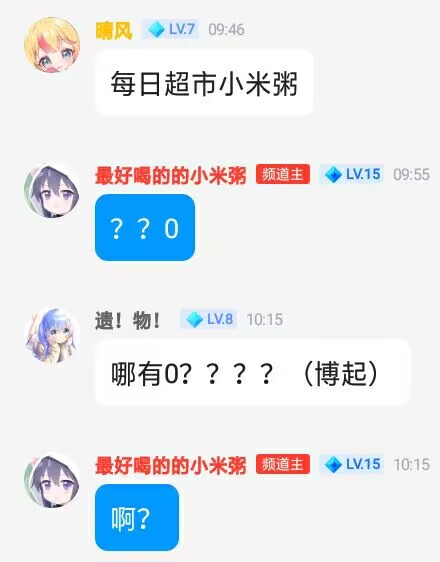 晴风 LV.7 09:46
每日超市小米粥
最好喝的的小米粥 频道主 LV.15 09:55
？？0
遗！物！ LV.8 10:15
哪有0？？？？（博起）
最好喝的的小米粥 频道主 LV.15 10:15
啊？